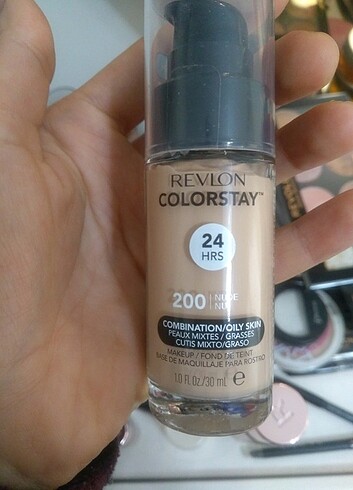 REVLON
COLORSTAY™
24
HRS
200 | NUDE
NU
COMBINATION/OILY SKIN
PEAUX MIXTES / GRASSES
CUTIS MIXTO/GRASO
MAKEUP / FOND DE TEINT
BASE DE MAQUILLAJE PARA ROSTRO
1.0 fl oz/30 mL e